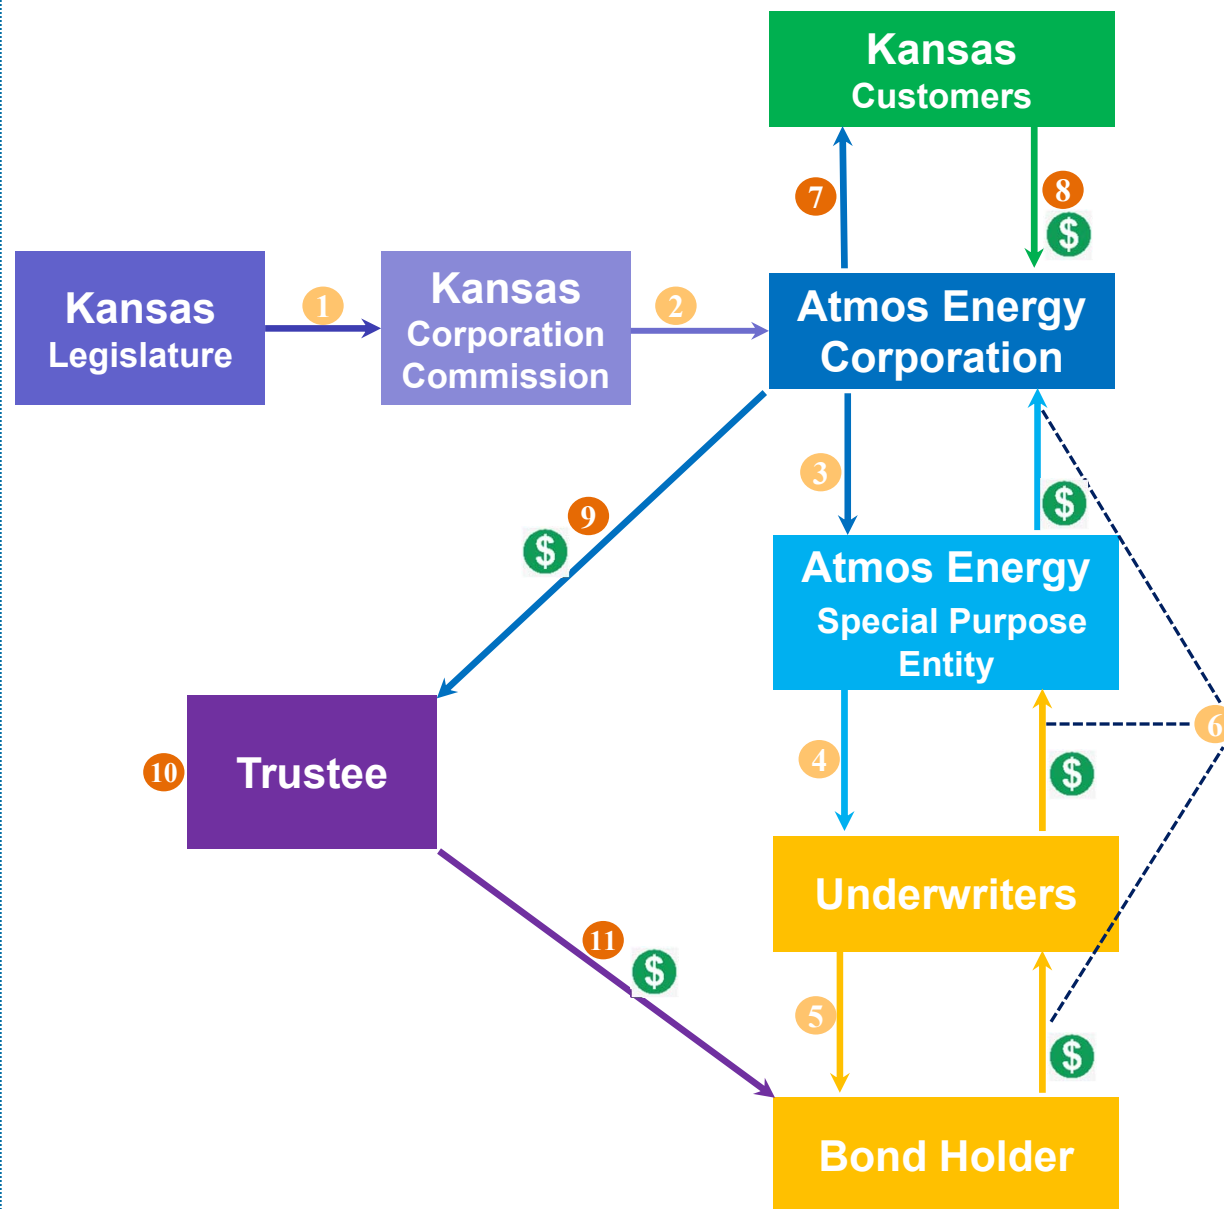 Kansas
Customers
7
8
$
Kansas
Legislature
1
Kansas
Corporation
Commission
2
Atmos Energy
Corporation
3
$
9
$
Atmos Energy
Special Purpose
Entity
6
4
$
10
Trustee
Underwriters
11
$
5
$
Bond Holder